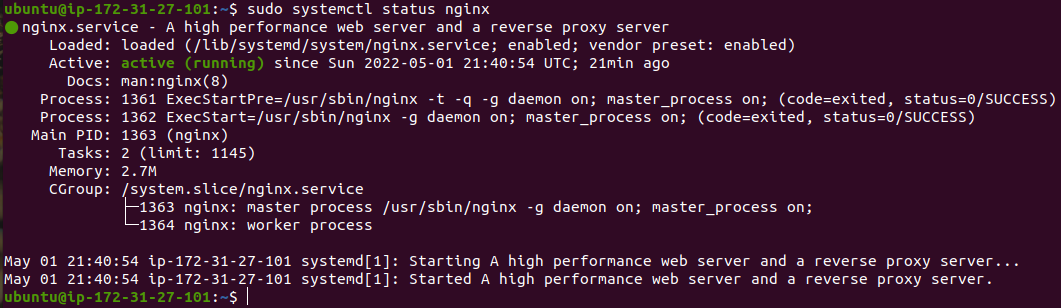 ubuntu@ip-172-31-27-101:~$ sudo systemctl status nginx
● nginx.service - A high performance web server and a reverse proxy server
     Loaded: loaded (/lib/systemd/system/nginx.service; enabled; vendor preset: enabled)
     Active: active (running) since Sun 2022-05-01 21:40:54 UTC; 21min ago
       Docs: man:nginx(8)
    Process: 1361 ExecStartPre=/usr/sbin/nginx -t -q -g daemon on; master_process on; (code=exited, status=0/SUCCESS)
    Process: 1362 ExecStart=/usr/sbin/nginx -g daemon on; master_process on; (code=exited, status=0/SUCCESS)
   Main PID: 1363 (nginx)
      Tasks: 2 (limit: 1145)
     Memory: 2.7M
     CGroup: /system.slice/nginx.service
             ├─1363 nginx: master process /usr/sbin/nginx -g daemon on; master_process on;
             └─1364 nginx: worker process
May 01 21:40:54 ip-172-31-27-101 systemd[1]: Starting A high performance web server and a reverse proxy server...
May 01 21:40:54 ip-172-31-27-101 systemd[1]: Started A high performance web server and a reverse proxy server.
ubuntu@ip-172-31-27-101:~$